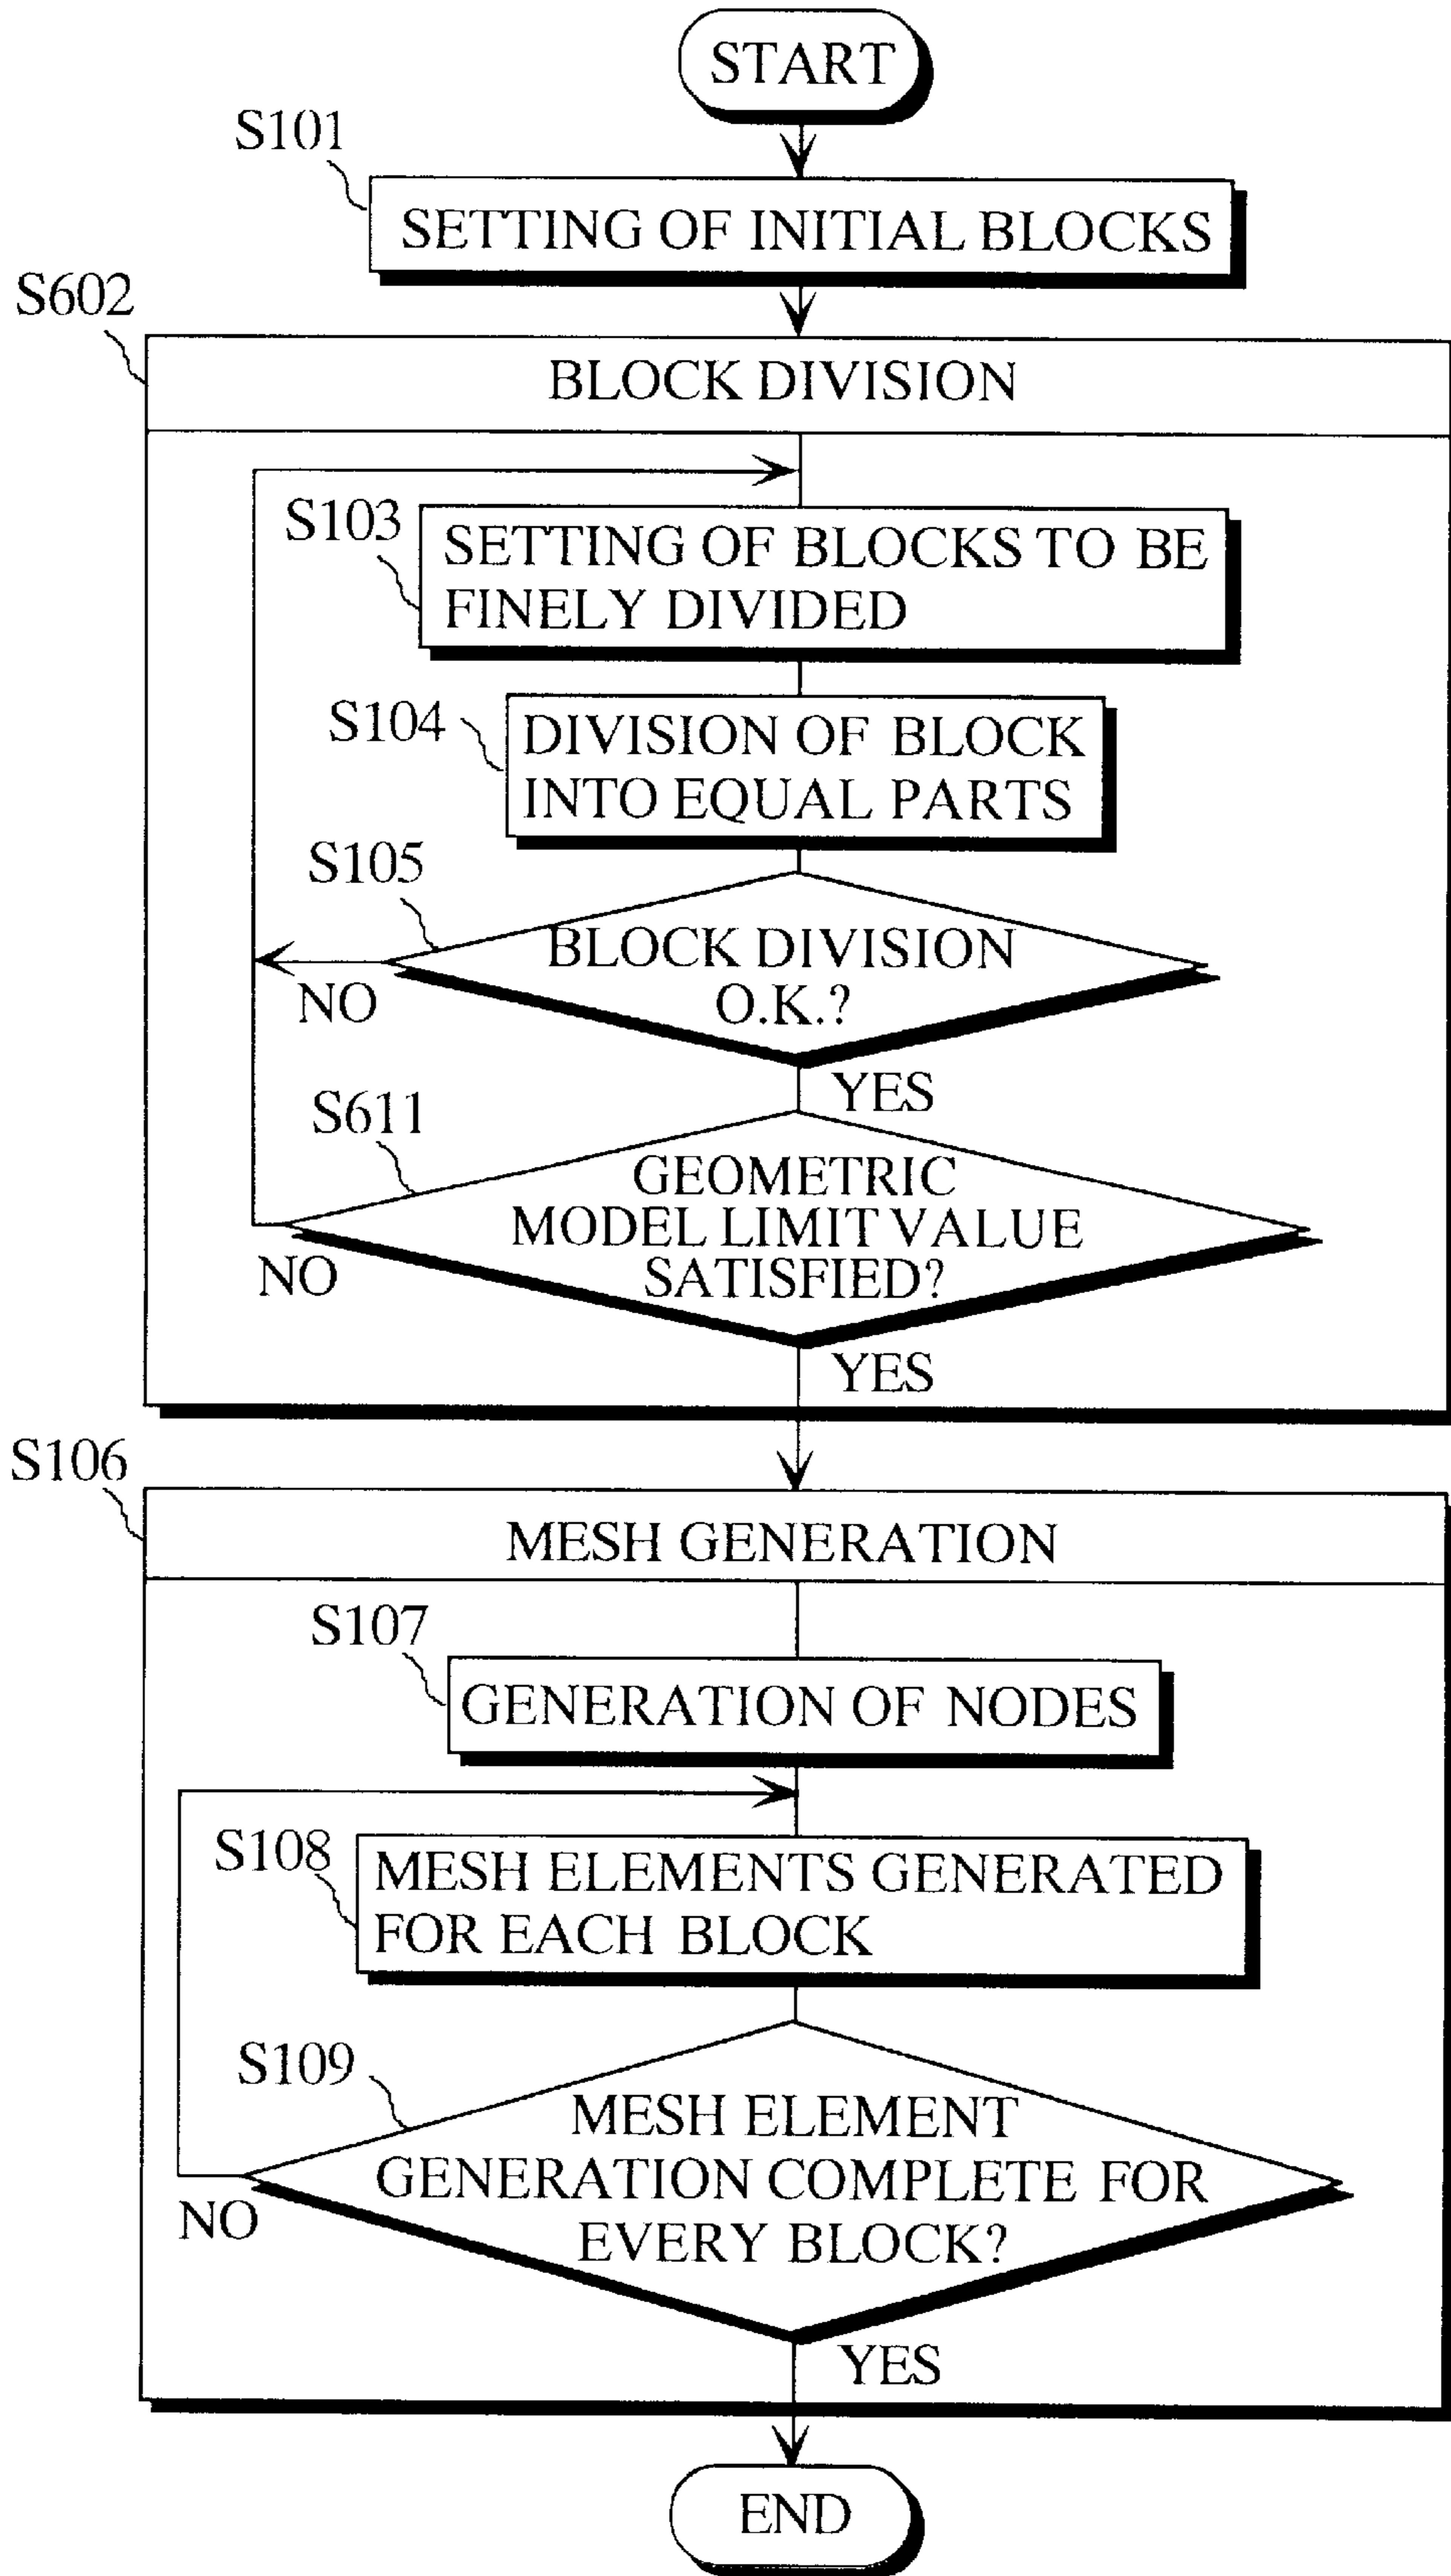 START
S101
SETTING OF INITIAL BLOCKS
S602
BLOCK DIVISION
S103
SETTING OF BLOCKS TO BE
FINELY DIVIDED
S104
DIVISION OF BLOCK
INTO EQUAL PARTS
S105
BLOCK DIVISION
O.K.?
NO
YES
S611
GEOMETRIC
MODEL LIMIT VALUE
SATISFIED?
NO
YES
S106
MESH GENERATION
S107
GENERATION OF NODES
S108
MESH ELEMENTS GENERATED
FOR EACH BLOCK
S109
MESH ELEMENT
GENERATION COMPLETE FOR
EVERY BLOCK?
NO
YES
END